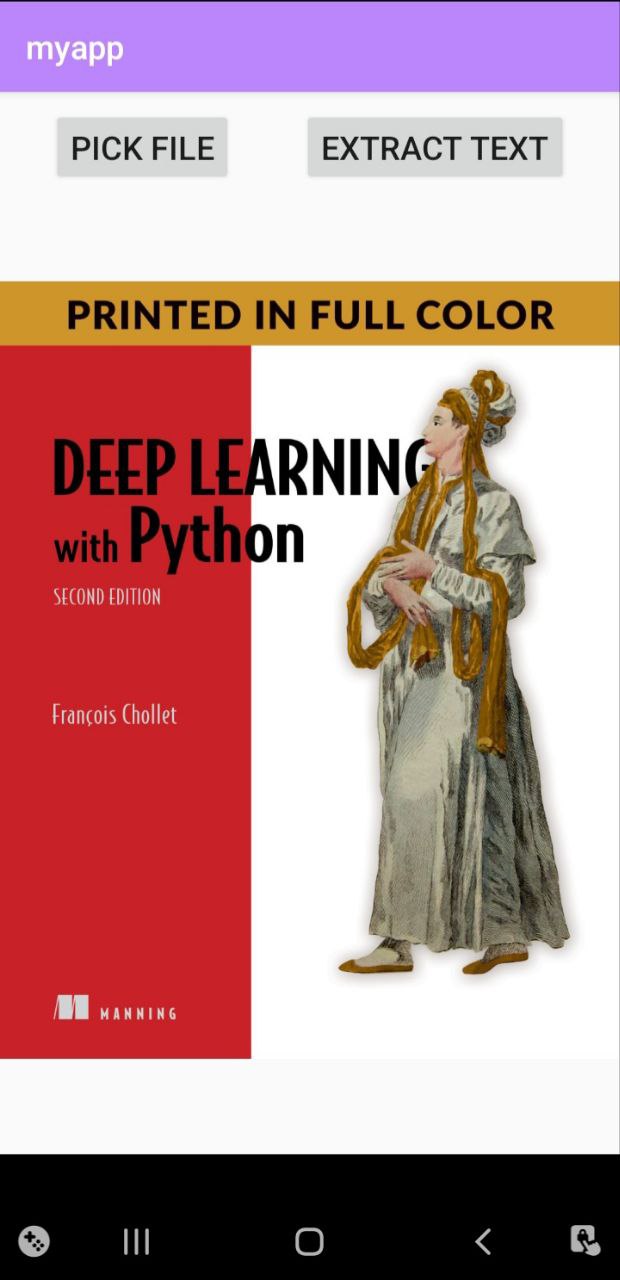 myapp
PICK FILE
EXTRACT TEXT
PRINTED IN FULL COLOR
DEEP LEARNING
with Python
SECOND EDITION
François Chollet
MANNING